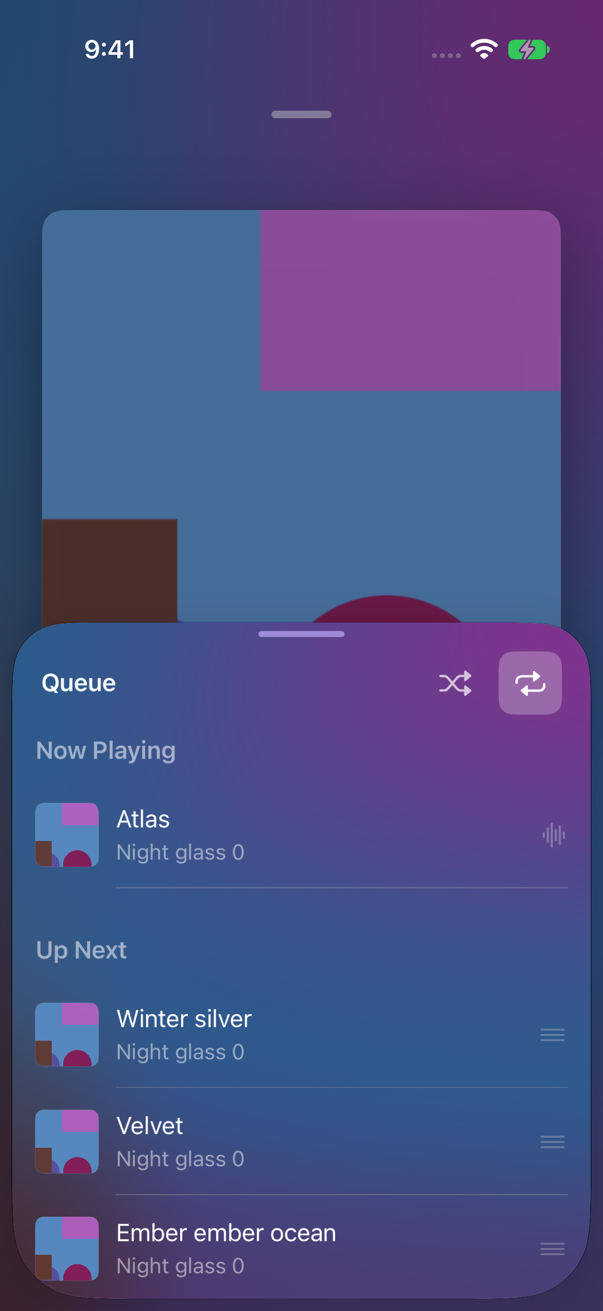 9:41
Queue
Now Playing
Atlas
Night glass 0
Up Next
Winter silver
Night glass 0
Velvet
Night glass 0
Ember ember ocean
Night glass 0